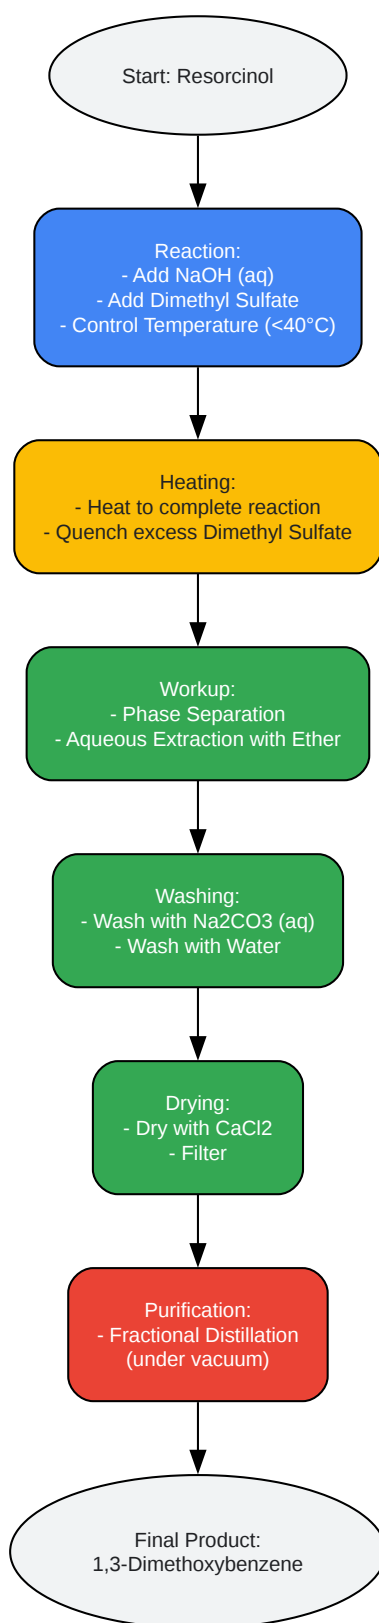 Start: Resorcinol
Reaction:
- Add NaOH (aq)
- Add Dimethyl Sulfate
- Control Temperature (<40°C)
Heating:
- Heat to complete reaction
- Quench excess Dimethyl Sulfate
Workup:
- Phase Separation
- Aqueous Extraction with Ether
Washing:
- Wash with Na2CO3 (aq)
- Wash with Water
Drying:
- Dry with CaCl2
- Filter
Purification:
- Fractional Distillation
(under vacuum)
Final Product:
1,3-Dimethoxybenzene